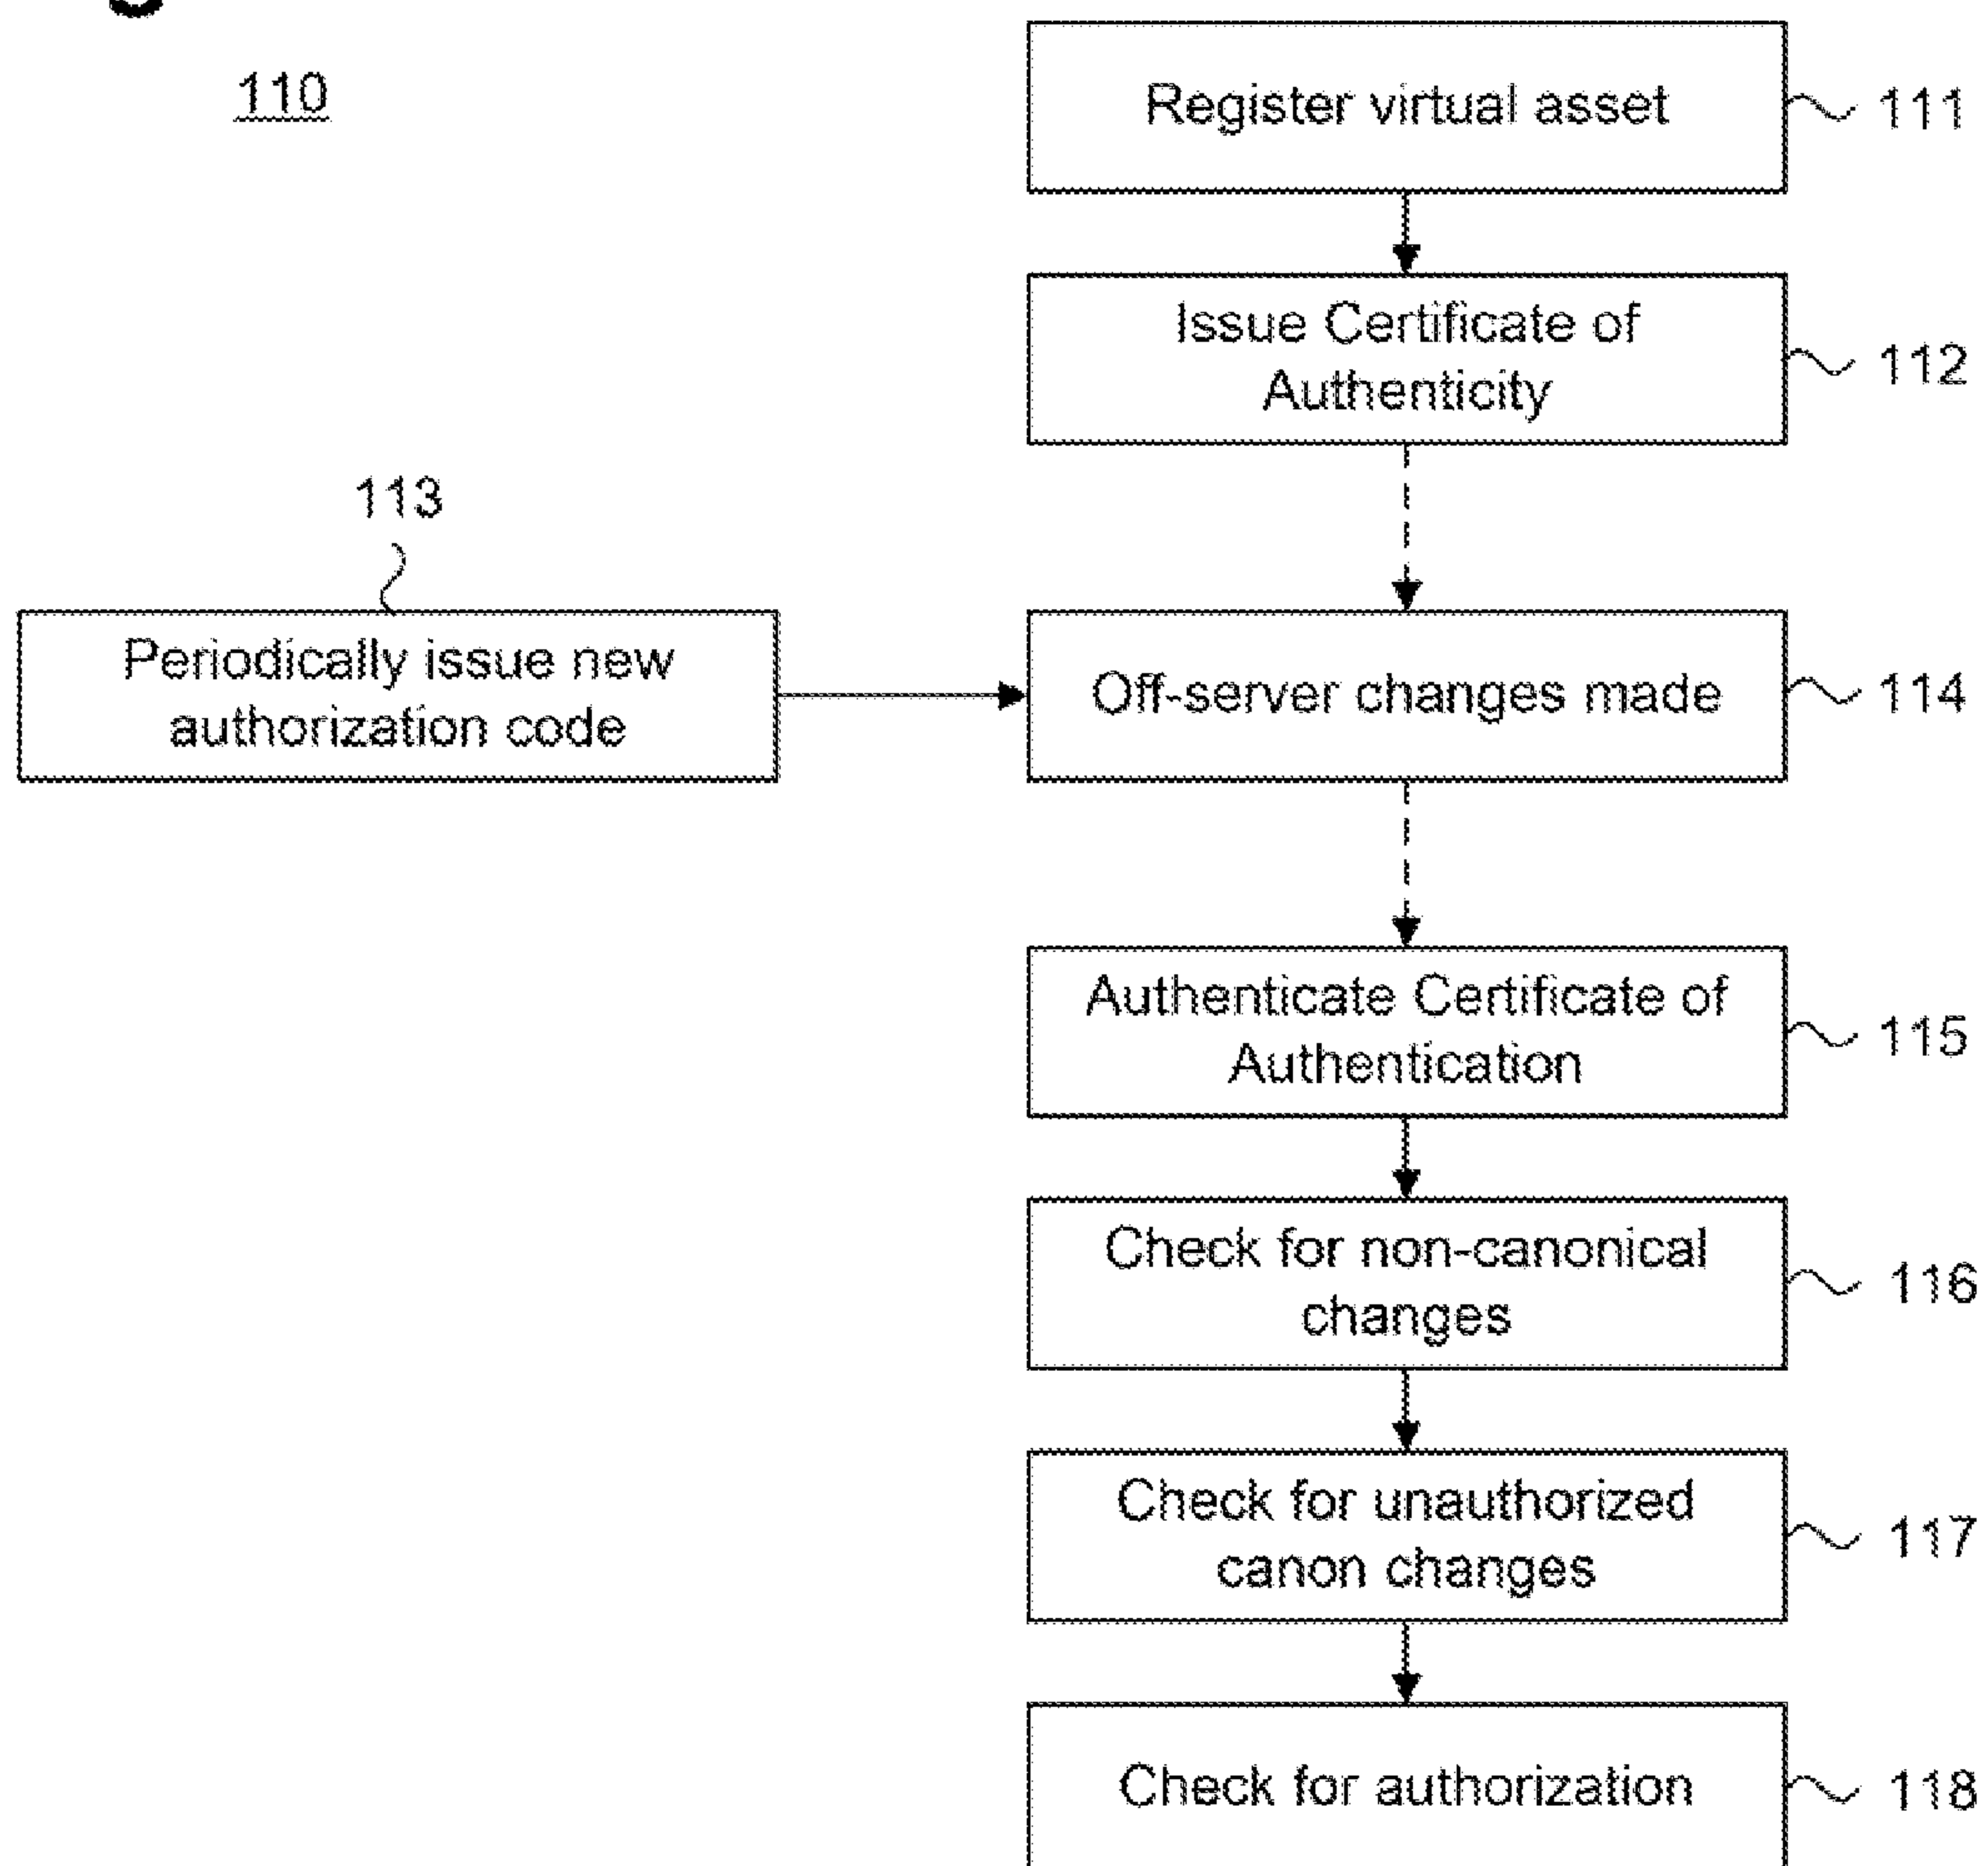 110
Register virtual asset
111
Issue Certificate of
Authenticity
112
113
Periodically issue new
authorization code
Off-server changes made
114
Authenticate Certificate of
Authentication
115
Check for non-canonical
changes
116
Check for unauthorized
canon changes
117
Check for authorization
118